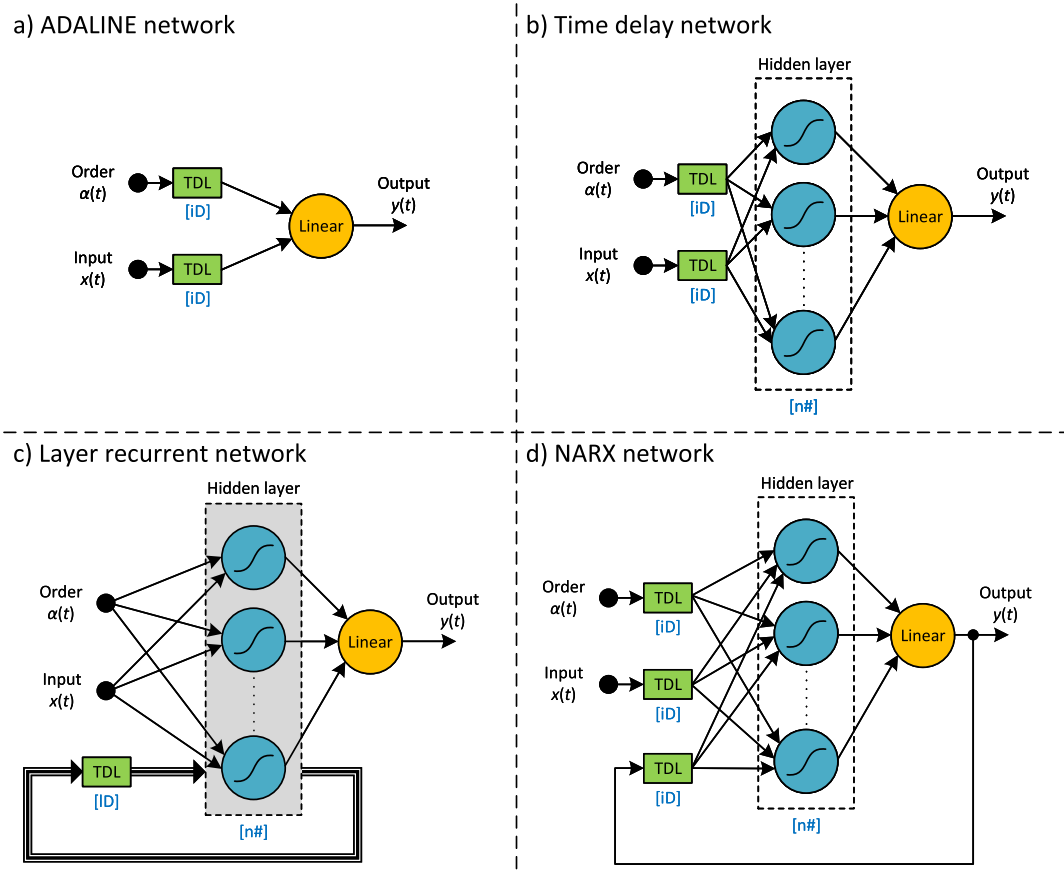 a) ADALINE network
Order
α(t)
TDL
[iD]
Input
x(t)
TDL
[iD]
Linear
Output
y(t)
b) Time delay network
Hidden layer
Order
α(t)
TDL
[iD]
Input
x(t)
TDL
[iD]
Linear
Output
y(t)
[n#]
c) Layer recurrent network
Hidden layer
Order
α(t)
Input
x(t)
TDL
[lD]
Linear
Output
y(t)
[n#]
d) NARX network
Hidden layer
Order
α(t)
TDL
[iD]
Input
x(t)
TDL
[iD]
TDL
[iD]
Linear
Output
y(t)
[n#]